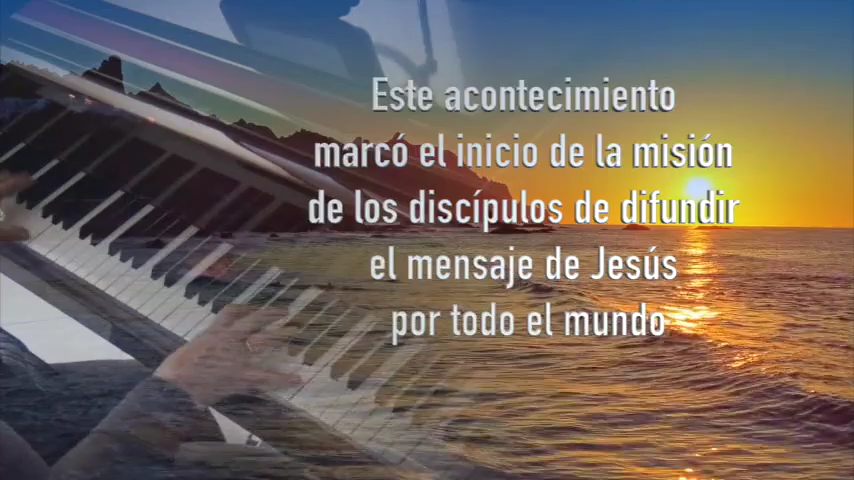 Este acontecimiento
marcó el inicio de la misión
de los discípulos de difundir
el mensaje de Jesús
por todo el mundo